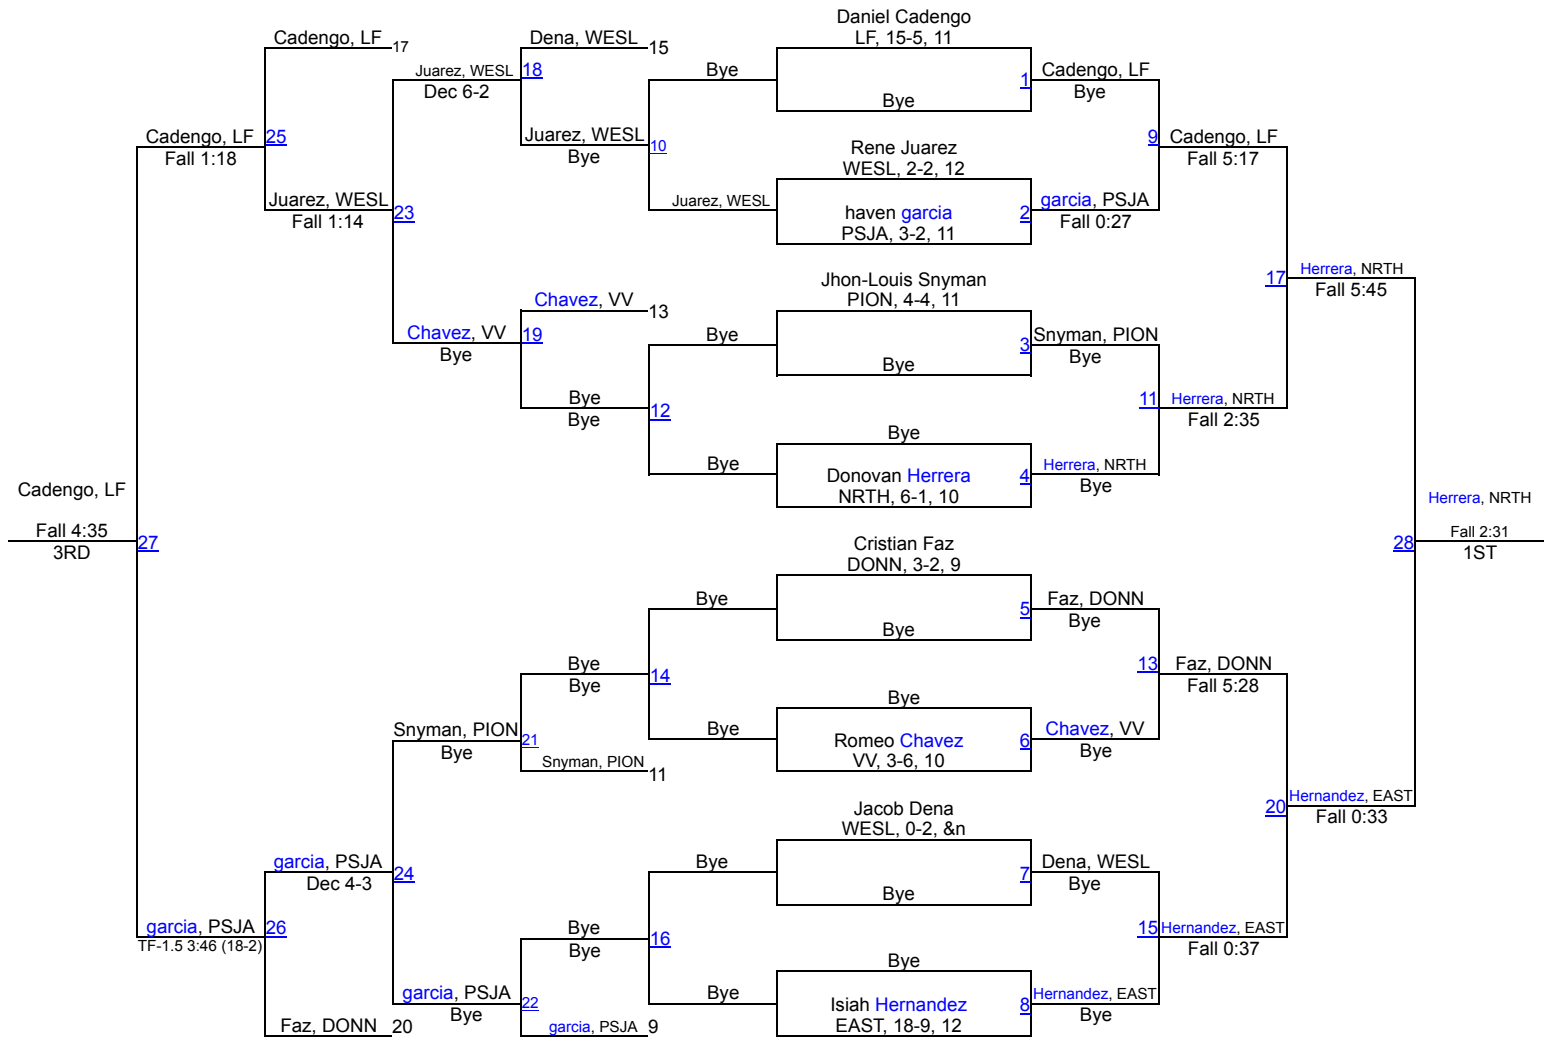 Daniel Cadengo
LF, 15-5, 11
Cadengo, LF
17
Dena, WESL
15
Juarez, WESL
18
Dec 6-2
Bye
1
Cadengo, LF
Bye
Bye
Cadengo, LF
25
Fall 1:18
Juarez, WESL
Bye
10
Rene Juarez
WESL, 2-2, 12
9
Cadengo, LF
Fall 5:17
Juarez, WESL
Fall 1:14
23
Juarez, WESL
haven garcia
PSJA, 3-2, 11
2
garcia, PSJA
Fall 0:27
Jhon-Louis Snyman
PION, 4-4, 11
17
Herrera, NRTH
Fall 5:45
Chavez, VV
13
Chavez, VV
Bye
19
Bye
3
Snyman, PION
Bye
Bye
Bye
Bye
12
11
Herrera, NRTH
Fall 2:35
Bye
Bye
Donovan Herrera
NRTH, 6-1, 10
4
Herrera, NRTH
Bye
Cadengo, LF
Fall 4:35
3RD
27
Herrera, NRTH
28
Fall 2:31
1ST
Cristian Faz
DONN, 3-2, 9
Bye
5
Faz, DONN
Bye
Bye
Bye
Bye
14
13
Faz, DONN
Fall 5:28
Snyman, PION
Bye
21
Bye
Bye
Romeo Chavez
VV, 3-6, 10
6
Chavez, VV
Bye
Snyman, PION
11
20
Hernandez, EAST
Fall 0:33
Jacob Dena
WESL, 0-2, &n
garcia, PSJA
Dec 4-3
24
Bye
7
Dena, WESL
Bye
Bye
garcia, PSJA
26
TF-1.5 3:46 (18-2)
Bye
Bye
16
15
Hernandez, EAST
Fall 0:37
Bye
garcia, PSJA
Bye
22
Bye
Isiah Hernandez
EAST, 18-9, 12
8
Hernandez, EAST
Bye
Faz, DONN
20
garcia, PSJA
9